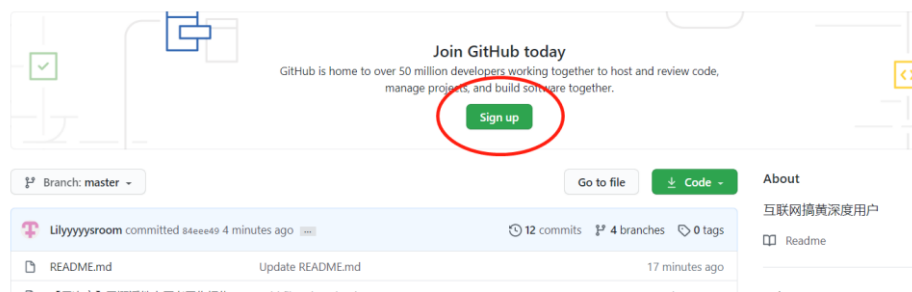 Join GitHub today
GitHub is home to over 50 million developers working together to host and review code,
manage projects, and build software together.
Sign up
Branch: master
Go to file
Code
About
互联网搞黄深度用户
Lilyyyyysroom committed 84eee49 4 minutes ago ...
12 commits
4 branches
0 tags
Readme
README.md
Update README.md
17 minutes ago